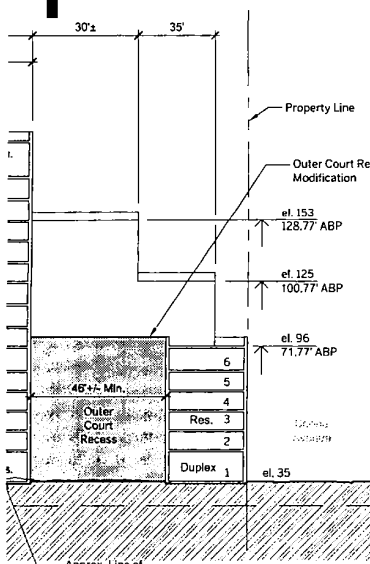 30'±
35'
Property Line
Outer Court Re
Modification
el. 153
128.77' ABP
el. 125
100.77' ABP
el. 96
71.77' ABP
6
5
46'+/- Min.
4
Outer
Res. 3
Court
2
Recess
Duplex 1
el. 35
Approx. Line of